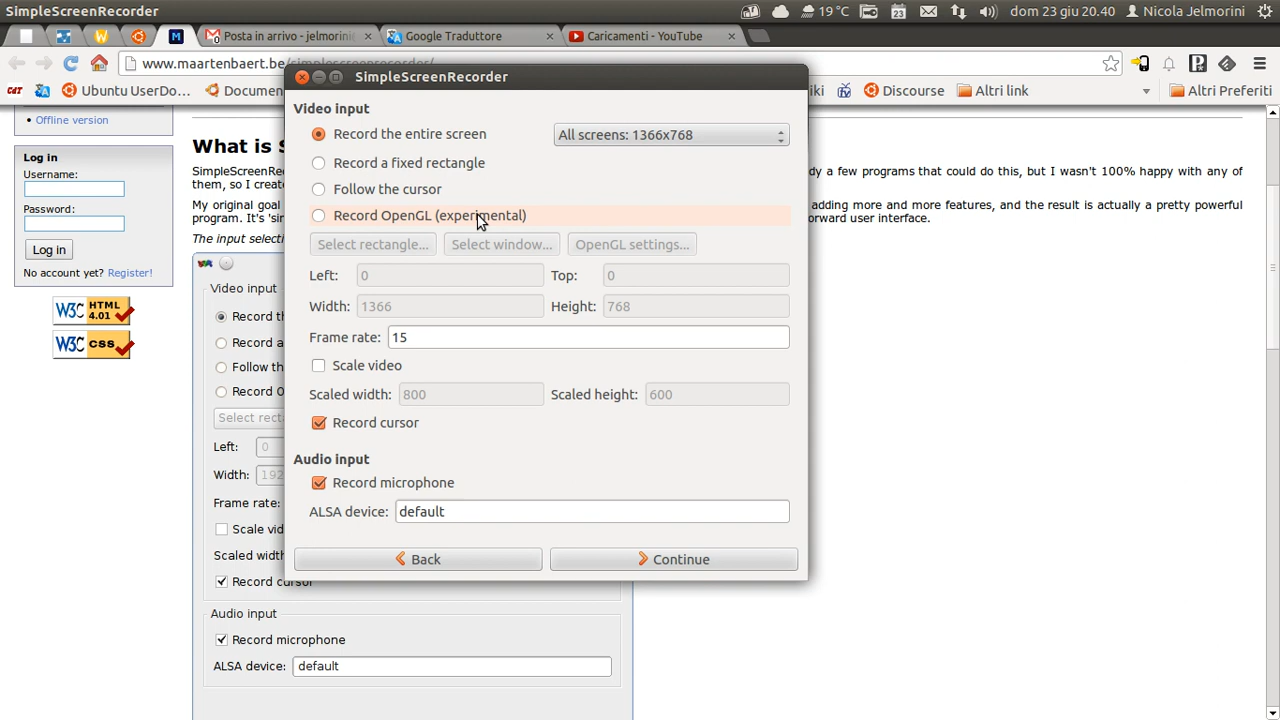 SimpleScreenRecorder
19 °C
23
dom 23 giu 20.40
Nicola Jelmorini
W
M
Posta in arrivo - jelmorini
Google Traduttore
Caricamenti - YouTube
www.maartenbaert.be/simplescreenrecorder/
CAT
Ubuntu UserDo...
Discourse
Altri link
Altri Preferiti
Offline version
Log in
Username:
Password:
Log in
No account yet? Register!
W3C HTML 4.01
W3C css
What is S
SimpleScreenRec
dy a few programs that could do this, but I wasn't 100% happy with any of
them, so I create
My original goal
adding more and more features, and the result is actually a pretty powerful
program. It's 'sim
forward user interface.
The input selecti
Video input
Record th
Record a
Follow the
Record O
Select rect
Left:
0
Width:
192
Frame rate:
Scale vid
Scaled width
Record cursor
Audio input
Record microphone
ALSA device:
default
SimpleScreenRecorder
Video input
Record the entire screen
All screens: 1366x768
Record a fixed rectangle
Follow the cursor
Record OpenGL (experimental)
Select rectangle...
Select window...
OpenGL settings...
Left:
0
Top:
0
Width:
1366
Height:
768
Frame rate:
15
Scale video
Scaled width:
800
Scaled height:
600
Record cursor
Audio input
Record microphone
ALSA device:
default
Back
Continue